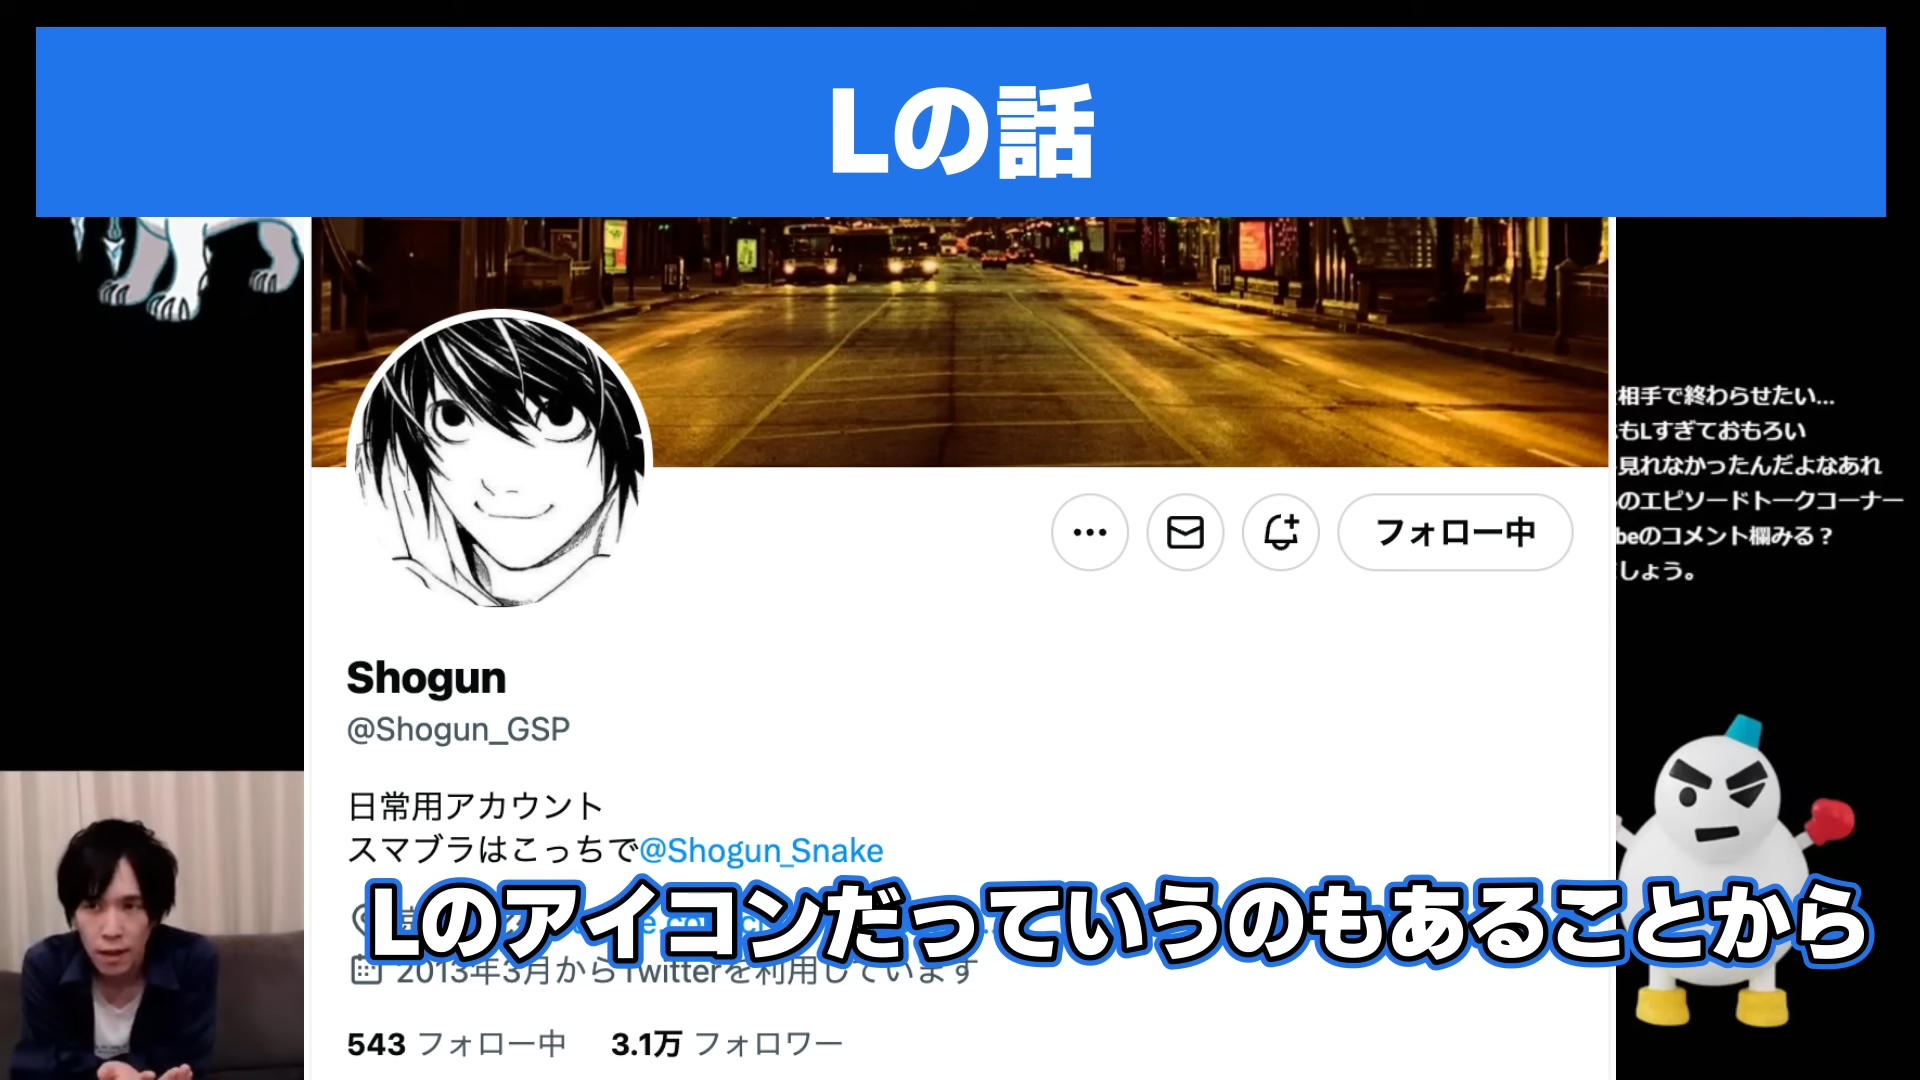 Lの話
相手で終わらせたい...
もLすぎておもろい
見れなかったんだよなあれ
のエピソードトークコーナー
beのコメント欄みる？
しょう。
フォロー中
Shogun
@Shogun_GSP
日常用アカウント
スマブラはこっちで@Shogun_Snake
Lのアイコンだっていうのもあることから
2013年3月からTwitterを利用しています
543 フォロー中 3.1万 フォロワー